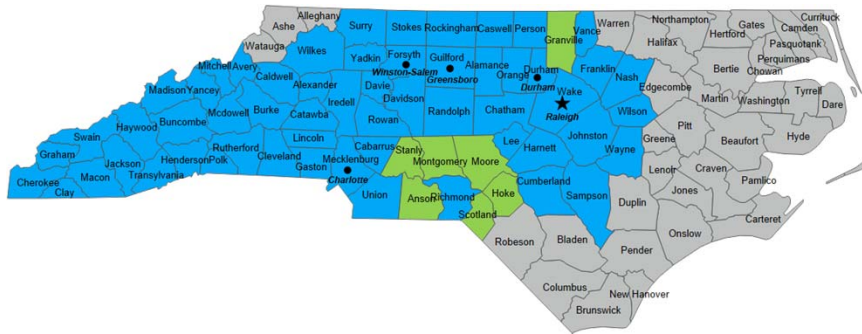 Ashe
Alleghany
Surry
Stokes
Rockingham
Caswell
Person
Granville
Vance
Warren
Northampton
Gates
Currituck
Camden
Pasquotank
Perquimans
Chowan
Hertford
Halifax
Watauga
Wilkes
Yadkin
Forsyth
Winston-Salem
Guilford
Greensboro
Alamance
Orange
Durham
Durham
Franklin
Nash
Edgecombe
Bertie
Martin
Washington
Tyrrell
Dare
Mitchell
Avery
Caldwell
Alexander
Iredell
Davie
Davidson
Randolph
Chatham
Wake
Raleigh
Wilson
Pitt
Beaufort
Hyde
Madison
Yancey
Mcdowell
Burke
Catawba
Rowan
Lincoln
Cabarrus
Stanly
Montgomery
Moore
Lee
Harnett
Johnston
Wayne
Greene
Lenoir
Craven
Pamlico
Jones
Swain
Haywood
Buncombe
Graham
Jackson
Henderson
Polk
Rutherford
Cleveland
Gaston
Mecklenburg
Charlotte
Cherokee
Clay
Macon
Transylvania
Union
Anson
Richmond
Scotland
Hoke
Cumberland
Sampson
Duplin
Onslow
Carteret
Robeson
Bladen
Pender
Columbus
New Hanover
Brunswick